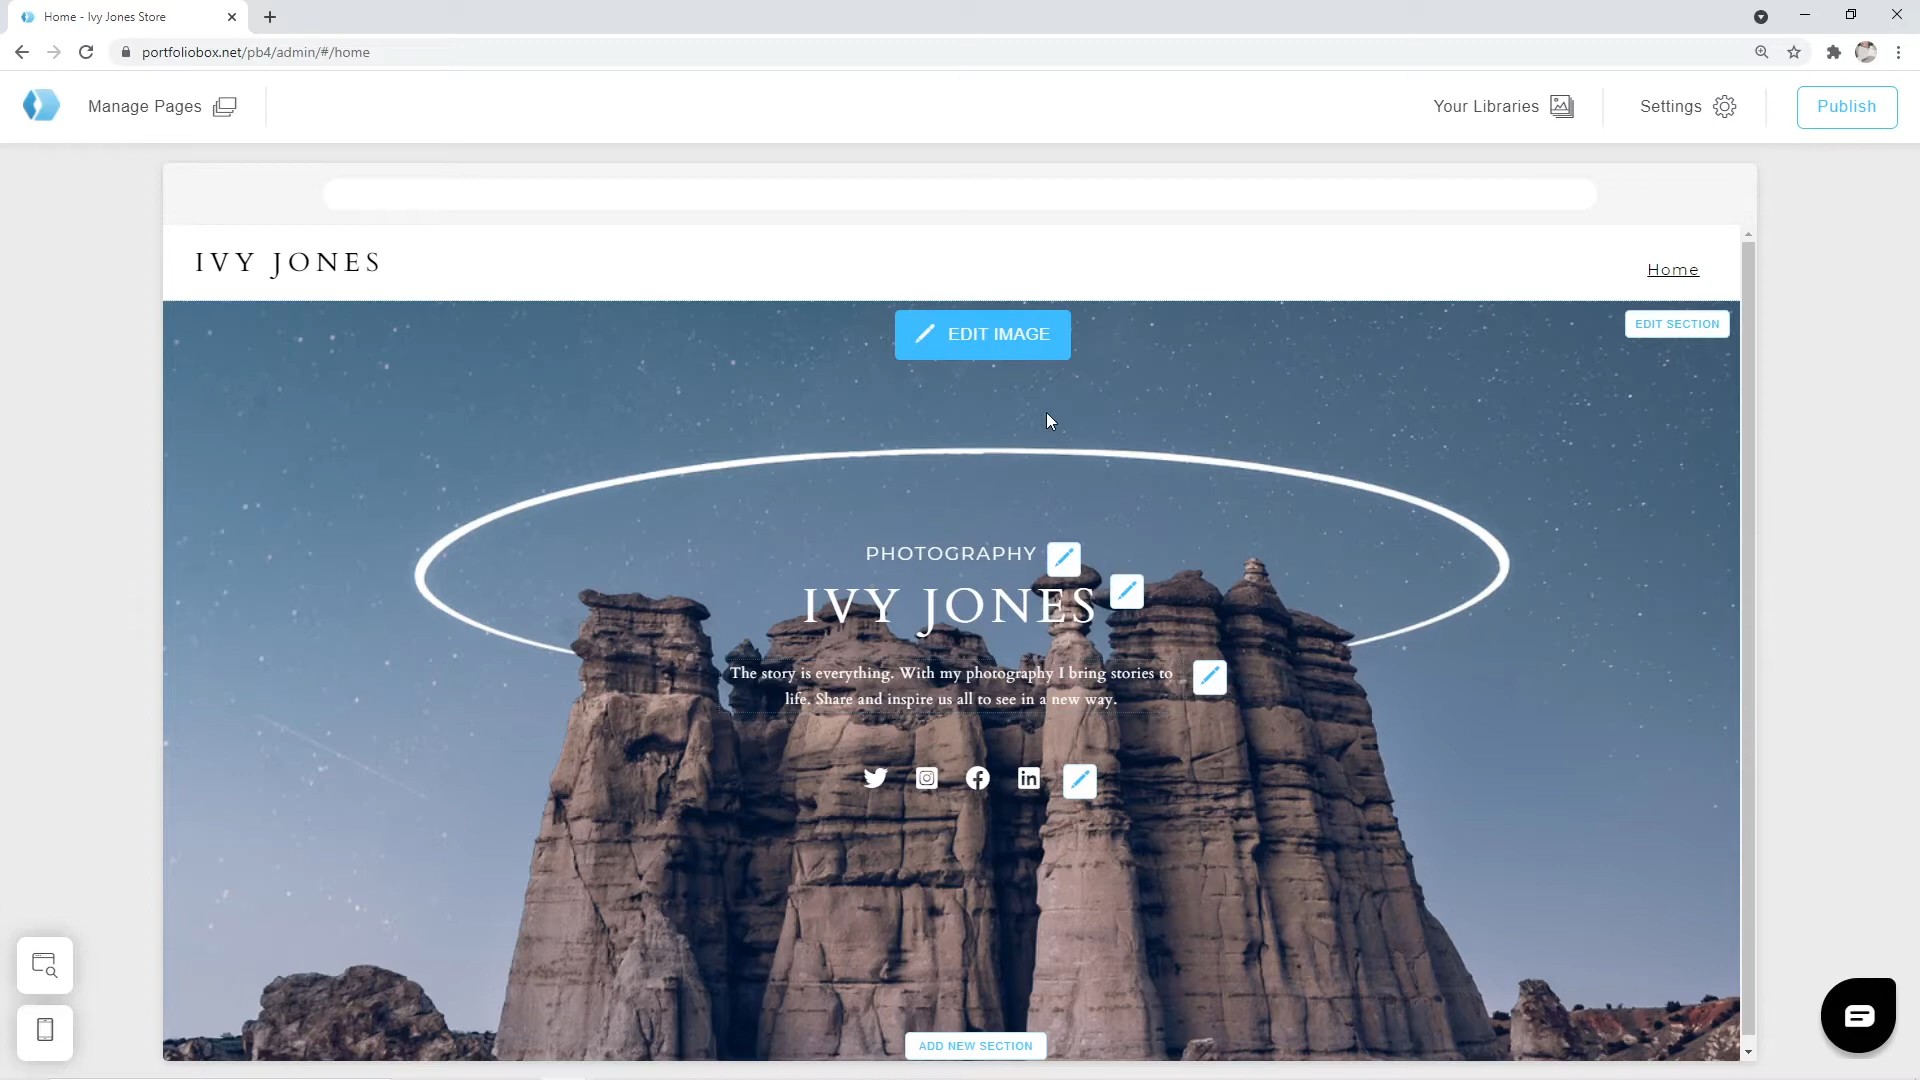 Home - Ivy Jones Store
portfoliobox.net/pb4/admin/#/home
Manage Pages
Your Libraries
Settings
Publish
IVY JONES
Home
EDIT IMAGE
EDIT SECTION
PHOTOGRAPHY
IVY JONES
The story is everything. With my photography I bring stories to
life. Share and inspire us all to see in a new way.
in
ADD NEW SECTION